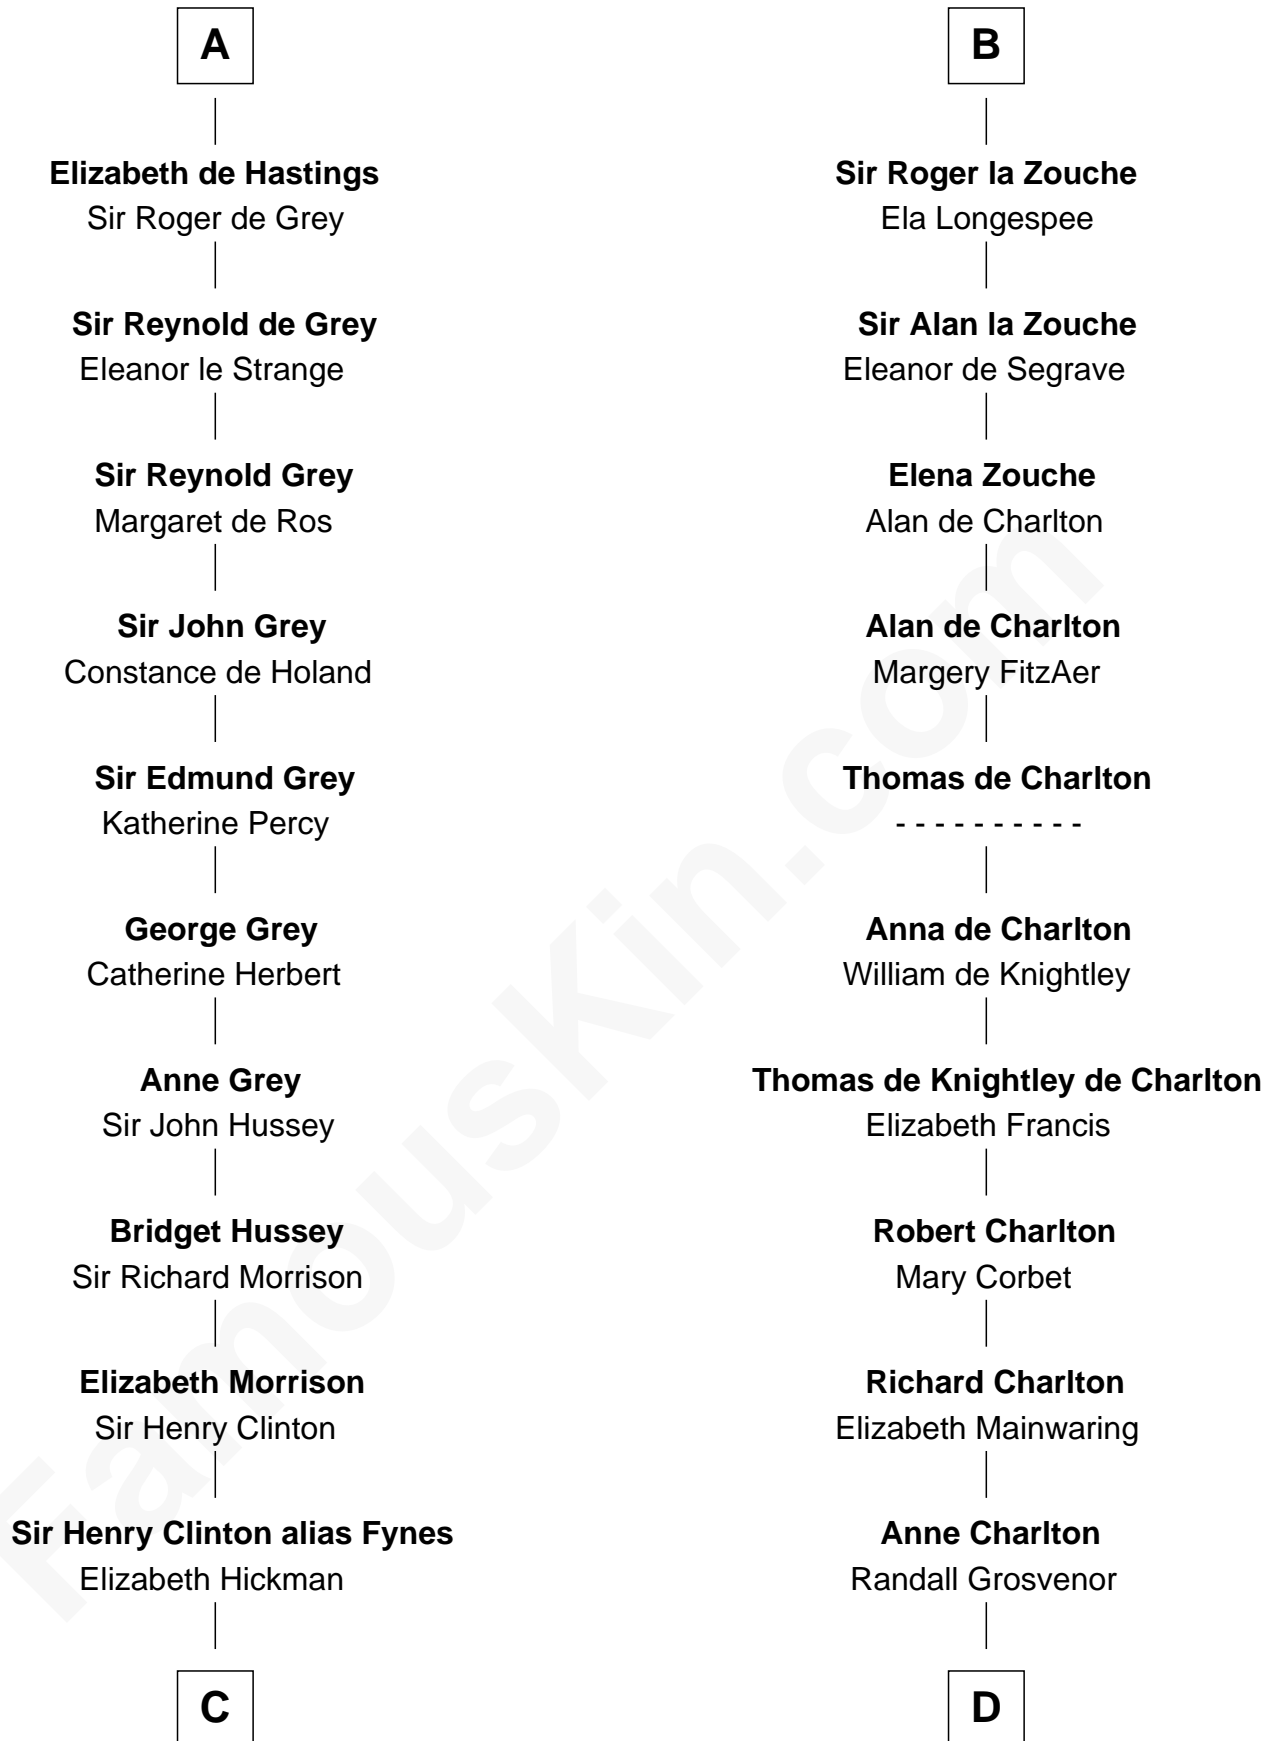 A
Elizabeth de Hastings
Sir Roger de Grey
Sir Reynold de Grey
Eleanor le Strange
Sir Reynold Grey
Margaret de Ros
Sir John Grey
Constance de Holand
Sir Edmund Grey
Katherine Percy
George Grey
Catherine Herbert
Anne Grey
Sir John Hussey
Bridget Hussey
Sir Richard Morrison
Elizabeth Morrison
Sir Henry Clinton
Sir Henry Clinton alias Fynes
Elizabeth Hickman
C
B
Sir Roger la Zouche
Ela Longespee
Sir Alan la Zouche
Eleanor de Segrave
Elena Zouche
Alan de Charlton
Alan de Charlton
Margery FitzAer
Thomas de Charlton
- - - - - - - - - -
Anna de Charlton
William de Knightley
Thomas de Knightley de Charlton
Elizabeth Francis
Robert Charlton
Mary Corbet
Richard Charlton
Elizabeth Mainwaring
Anne Charlton
Randall Grosvenor
D
FamousKin.com